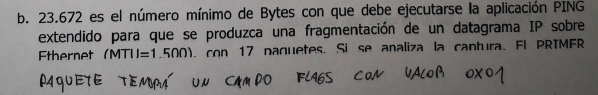 b. 23.672 es el número mínimo de Bytes con que debe ejecutarse la aplicación PING
extendido para que se produzca una fragmentación de un datagrama IP sobre
Ethernet (MTU=1.500), con 17 paquetes. Si se analiza la captura, El PRIMER
PAQUETE TENDRÁ UN CAMPO FLAGS CON VALOR 0X01